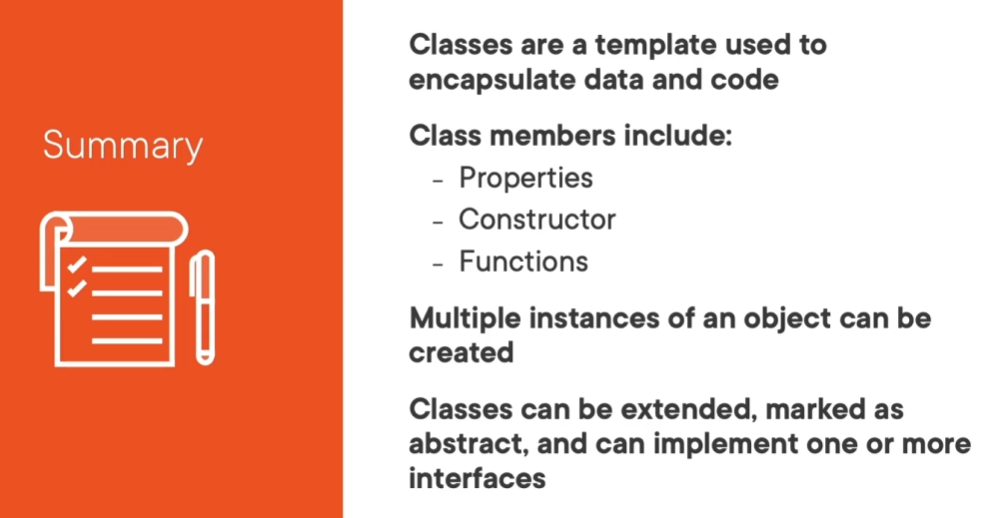 Summary
Classes are a template used to
encapsulate data and code
Class members include:
- Properties
- Constructor
- Functions
Multiple instances of an object can be
created
Classes can be extended, marked as
abstract, and can implement one or more
interfaces